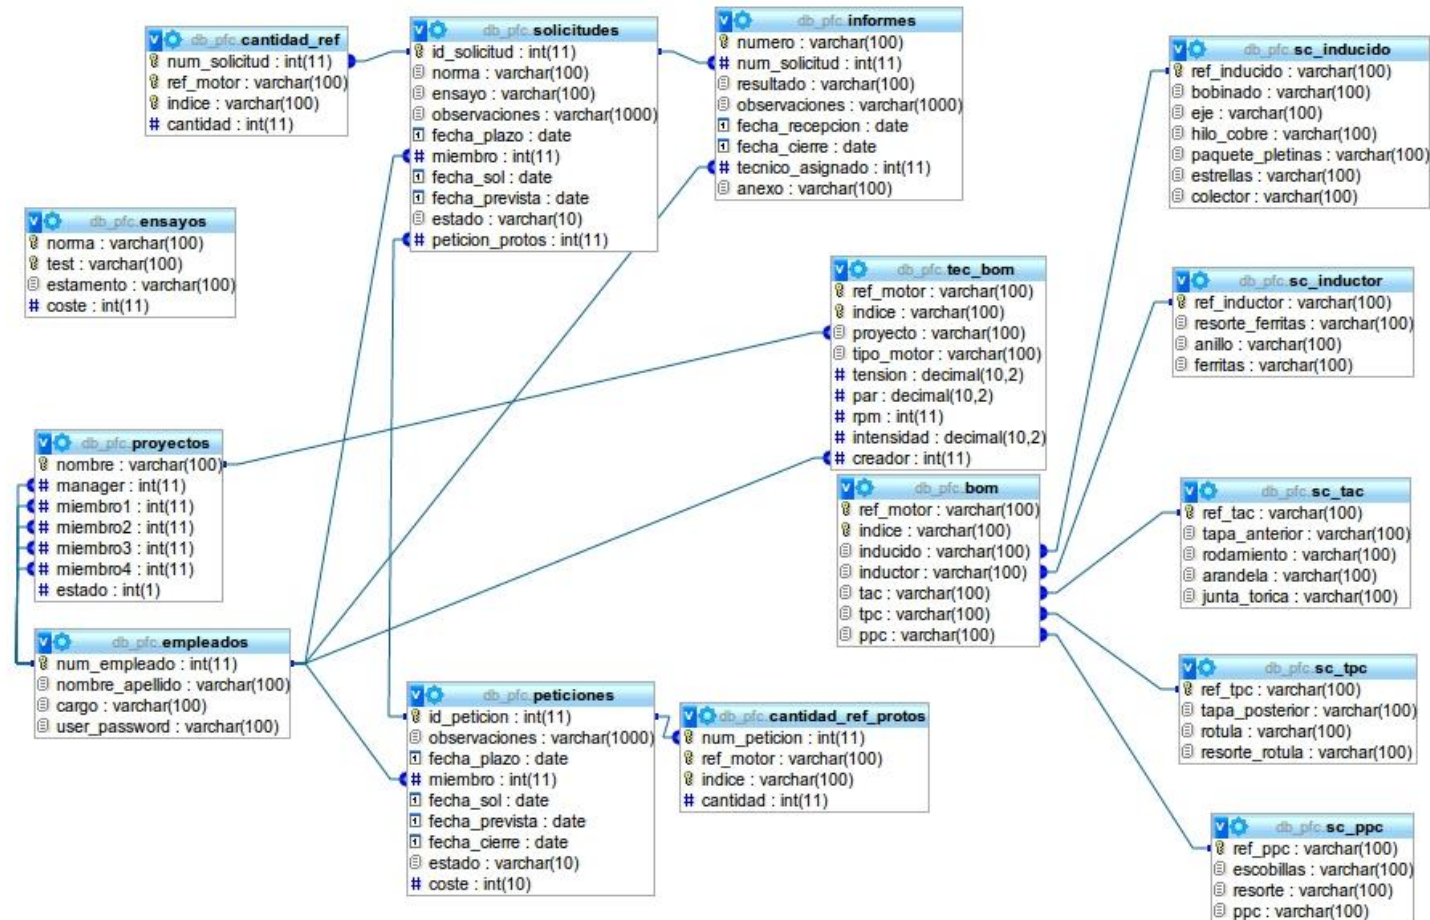 db_pfc.cantidad_ref
num_solicitud : int(11)
ref_motor : varchar(100)
indice : varchar(100)
cantidad : int(11)
db_pfc.solicitudes
id_solicitud : int(11)
norma : varchar(100)
ensayo : varchar(100)
observaciones : varchar(1000)
fecha_plazo : date
miembro : int(11)
fecha_sol : date
fecha_prevista : date
estado : varchar(10)
peticion_protos : int(11)
db_pfc.informes
numero : varchar(100)
num_solicitud : int(11)
resultado : varchar(100)
observaciones : varchar(1000)
fecha_recepcion : date
fecha_cierre : date
tecnico_asignado : int(11)
anexo : varchar(100)
db_pfc.sc_inducido
ref_inducido : varchar(100)
bobinado : varchar(100)
eje : varchar(100)
hilo_cobre : varchar(100)
paquete_pletinas : varchar(100)
estrellas : varchar(100)
colector : varchar(100)
db_pfc.ensayos
norma : varchar(100)
test : varchar(100)
estamento : varchar(100)
coste : int(11)
db_pfc.tec_bom
ref_motor : varchar(100)
indice : varchar(100)
proyecto : varchar(100)
tipo_motor : varchar(100)
tension : decimal(10,2)
par : decimal(10,2)
rpm : int(11)
intensidad : decimal(10,2)
creador : int(11)
db_pfc.sc_inductor
ref_inductor : varchar(100)
resorte_ferritas : varchar(100)
anillo : varchar(100)
ferritas : varchar(100)
db_pfc.proyectos
nombre : varchar(100)
manager : int(11)
miembro1 : int(11)
miembro2 : int(11)
miembro3 : int(11)
miembro4 : int(11)
estado : int(1)
db_pfc.bom
ref_motor : varchar(100)
indice : varchar(100)
inducido : varchar(100)
inductor : varchar(100)
tac : varchar(100)
tpc : varchar(100)
ppc : varchar(100)
db_pfc.sc_tac
ref_tac : varchar(100)
tapa_anterior : varchar(100)
rodamiento : varchar(100)
arandela : varchar(100)
junta_torica : varchar(100)
db_pfc.empleados
num_empleado : int(11)
nombre_apellido : varchar(100)
cargo : varchar(100)
user_password : varchar(100)
db_pfc.peticiones
id_peticion : int(11)
observaciones : varchar(1000)
fecha_plazo : date
miembro : int(11)
fecha_sol : date
fecha_prevista : date
fecha_cierre : date
estado : varchar(10)
coste : int(10)
db_pfc.cantidad_ref_protos
num_peticion : int(11)
ref_motor : varchar(100)
indice : varchar(100)
cantidad : int(11)
db_pfc.sc_tpc
ref_tpc : varchar(100)
tapa_posterior : varchar(100)
rotula : varchar(100)
resorte_rotula : varchar(100)
db_pfc.sc_ppc
ref_ppc : varchar(100)
escobillas : varchar(100)
resorte : varchar(100)
ppc : varchar(100)